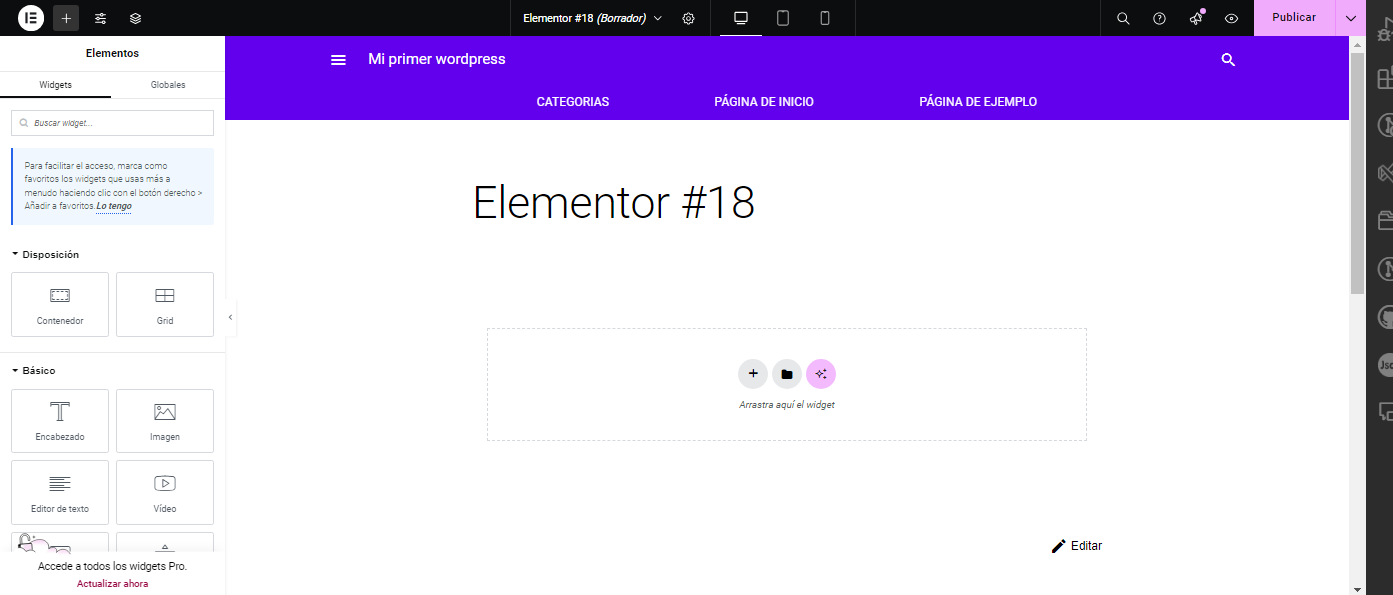 Elementor #18 (Borrador)
Publicar
Elementos
Widgets
Globales
Buscar widget...
Para facilitar el acceso, marca como
favoritos los widgets que usas más a
menudo haciendo clic con el botón derecho >
Añadir a favoritos. Lo tengo
Disposición
Contenedor
Grid
Básico
Encabezado
Imagen
Editor de texto
Vídeo
Accede a todos los widgets Pro.
Actualizar ahora
Mi primer wordpress
CATEGORIAS
PÁGINA DE INICIO
PÁGINA DE EJEMPLO
Elementor #18
Arrastra aquí el widget
Editar